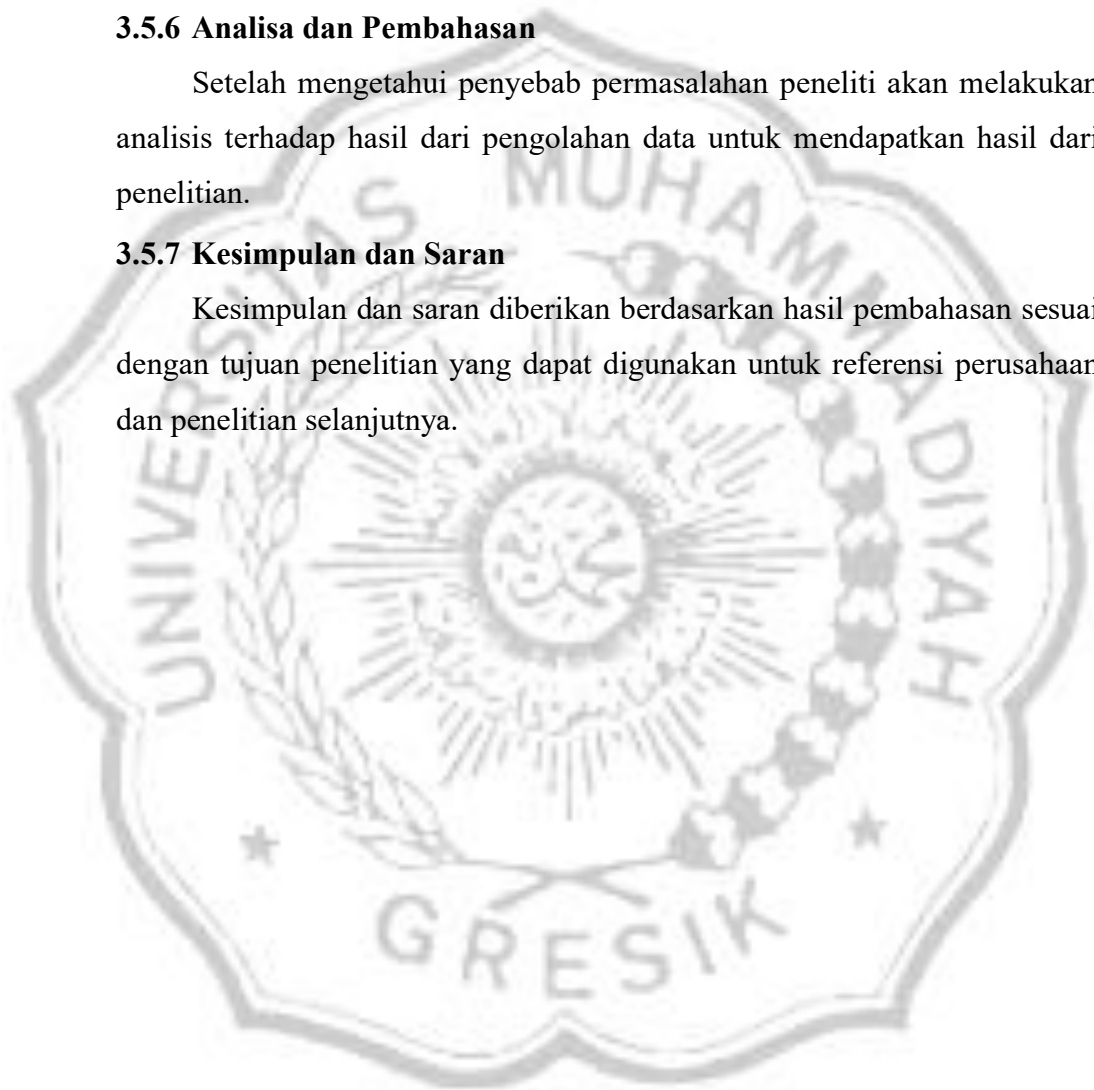 3.5.6 Analisa dan Pembahasan
Setelah mengetahui penyebab permasalahan peneliti akan melakukan
analisis terhadap hasil dari pengolahan data untuk mendapatkan hasil dari
penelitian.
3.5.7 Kesimpulan dan Saran
Kesimpulan dan saran diberikan berdasarkan hasil pembahasan sesuai
dengan tujuan penelitian yang dapat digunakan untuk referensi perusahaan
dan penelitian selanjutnya.
UNIVERSITAS MUHAMMADIYAH
GRESIK